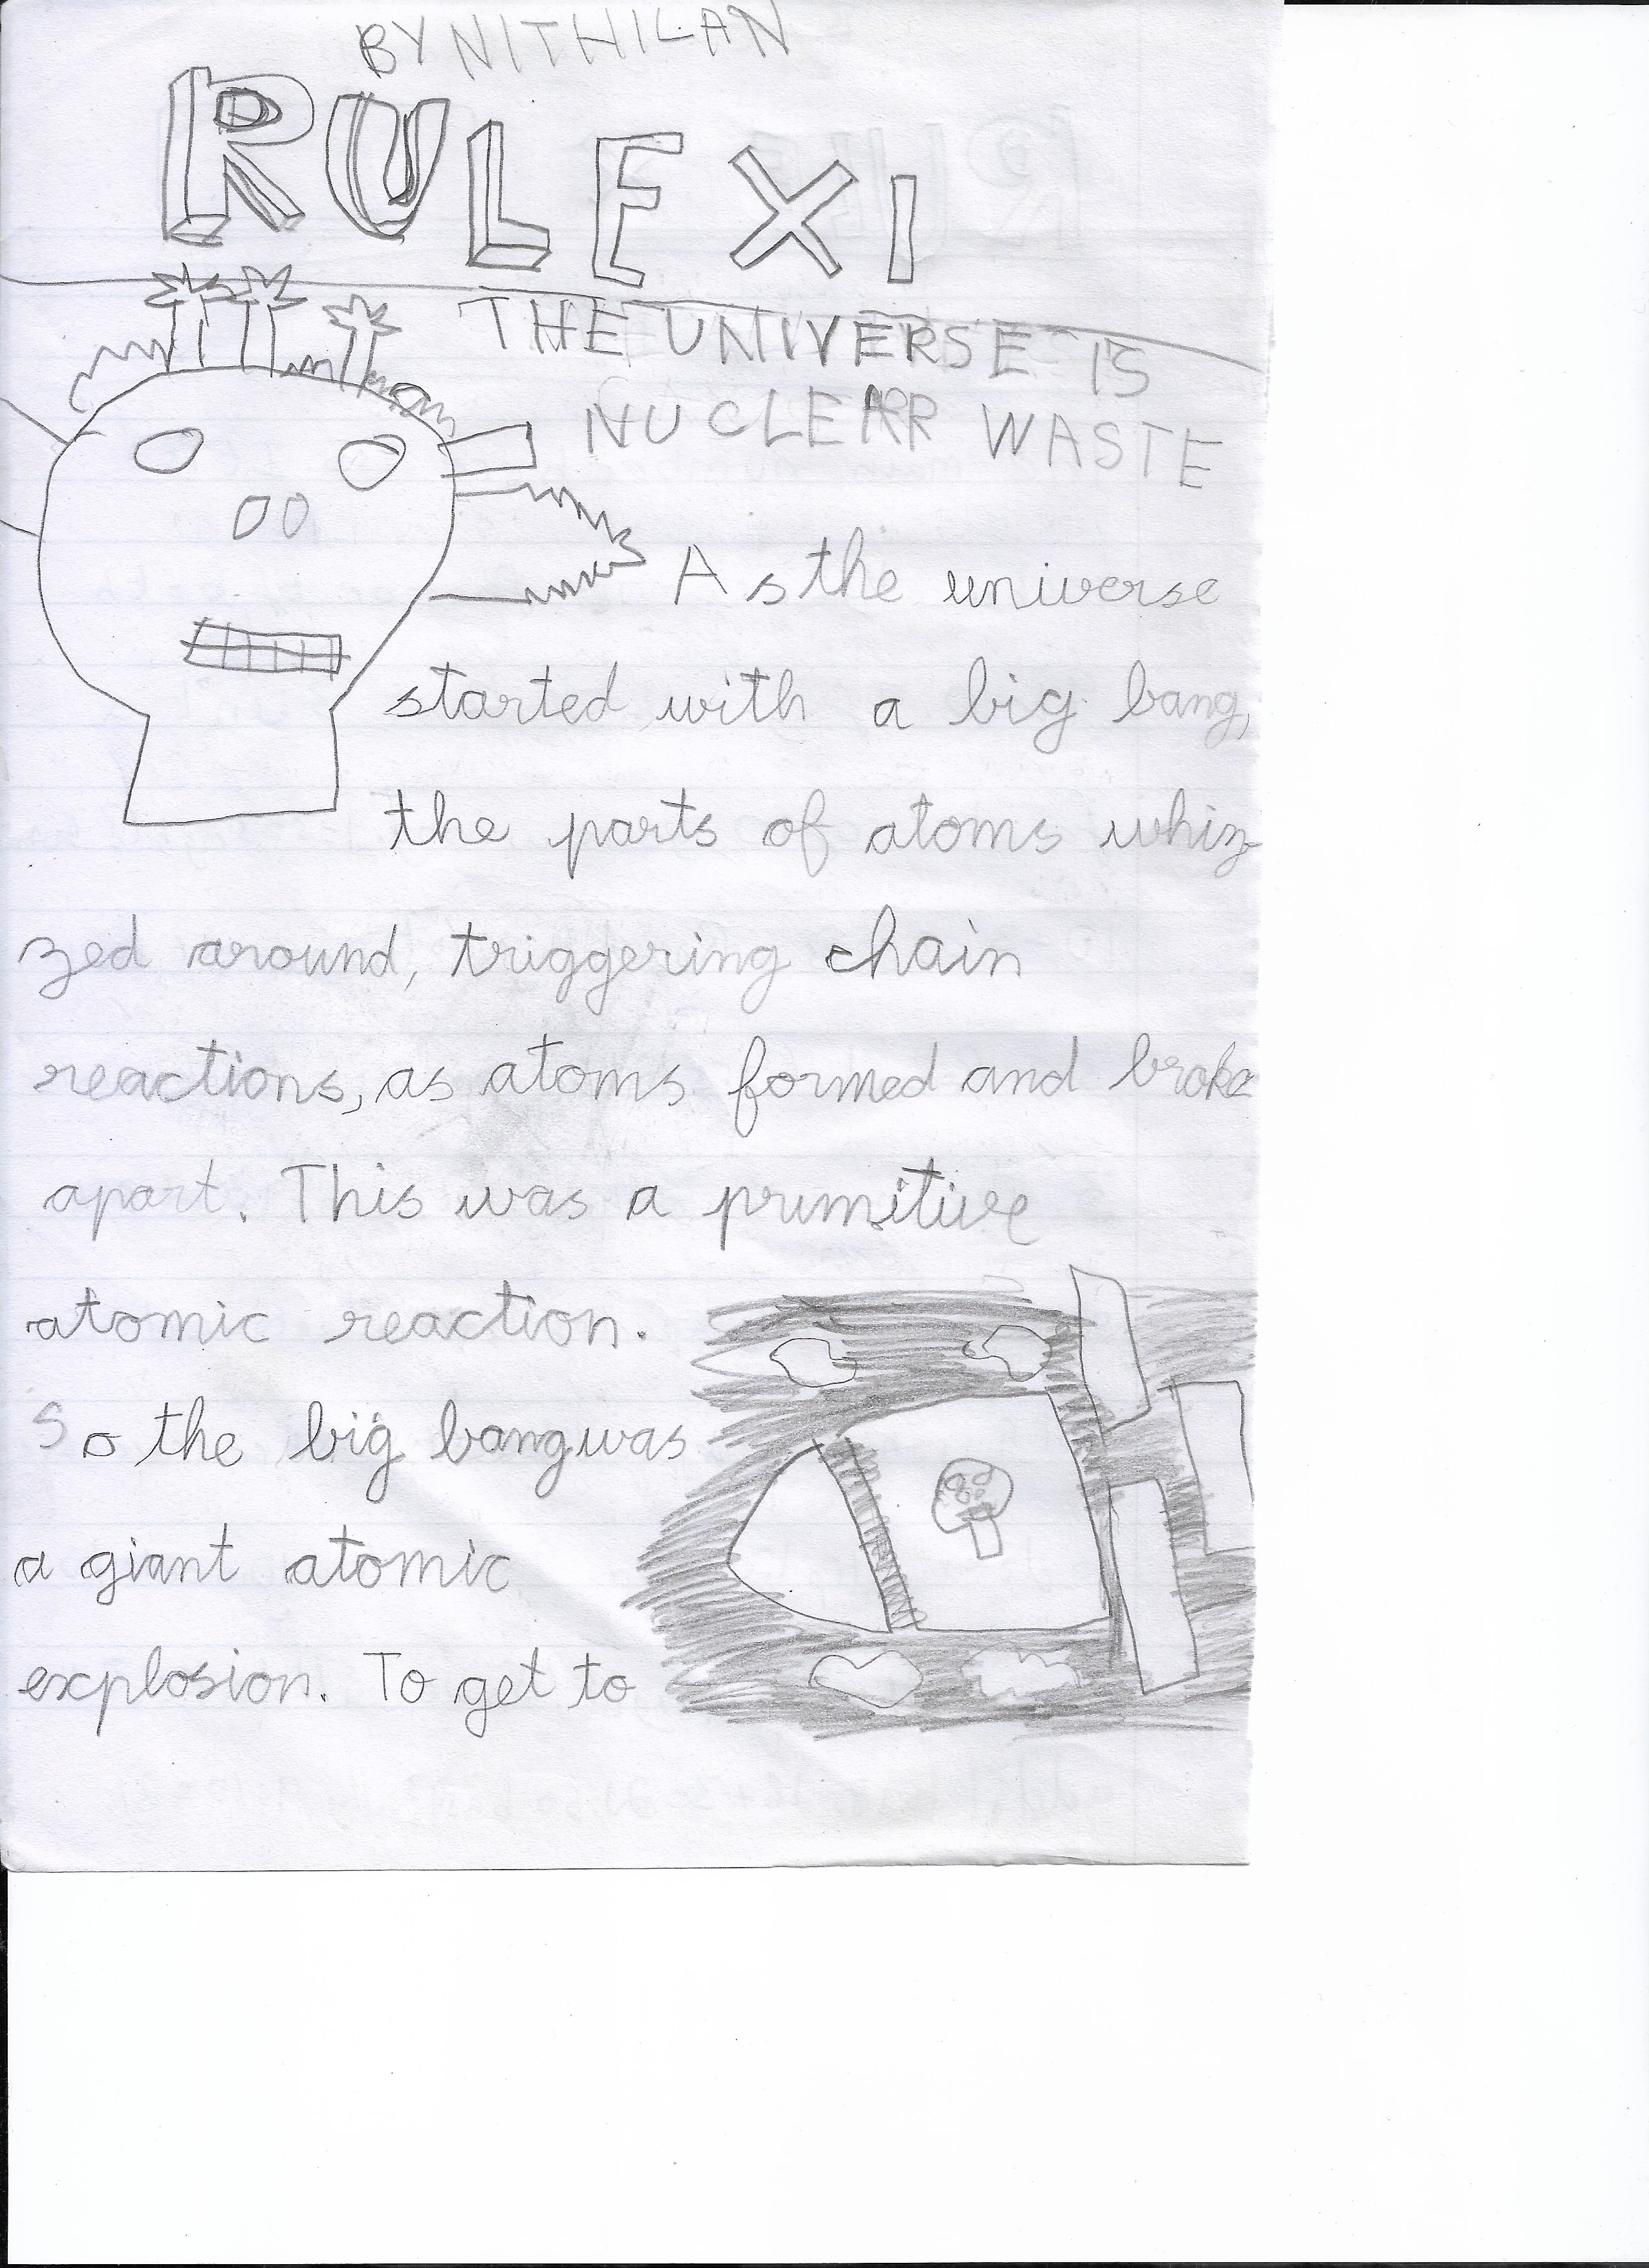 BY NITHILAN
RULE XI
THE UNIVERSE IS
NUCLEAR WASTE
As the universe
started with a big bang,
the parts of atoms whiz-
zed around, triggering chain
reactions, as atoms formed and broke
apart. This was a primitive
atomic reaction.
So the big bang was
a giant atomic
explosion. To get to